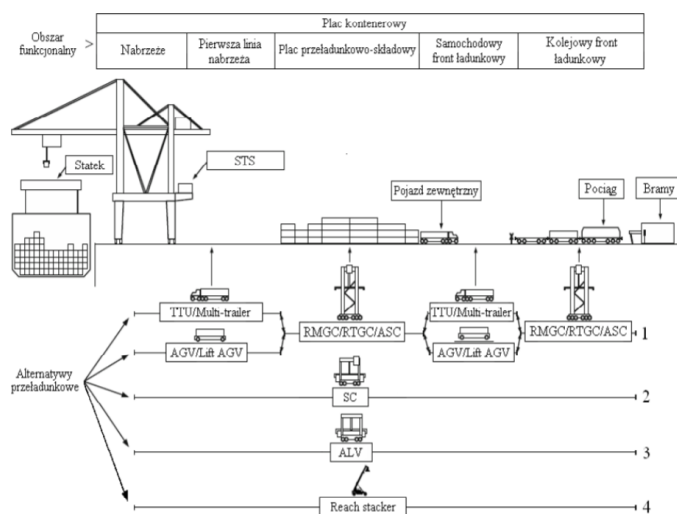 Obszar
funkcjonalny
>
Plac kontenerowy
Nabrzeże
Pierwsza linia
nabrzeża
Plac przeładunkowo-składowy
Samochodowy
front ładunkowy
Kolejowy front
ładunkowy
Statek
STS
Pojazd zewnętrzny
Pociąg
Bramy
TTU/Multi-trailer
AGV/Lift AGV
RMGC/RTGC/ASC
TTU/Multi-trailer
AGV/Lift AGV
RMGC/RTGC/ASC
1
Alternatywy
przeładunkowe
SC
2
ALV
3
Reach stacker
4